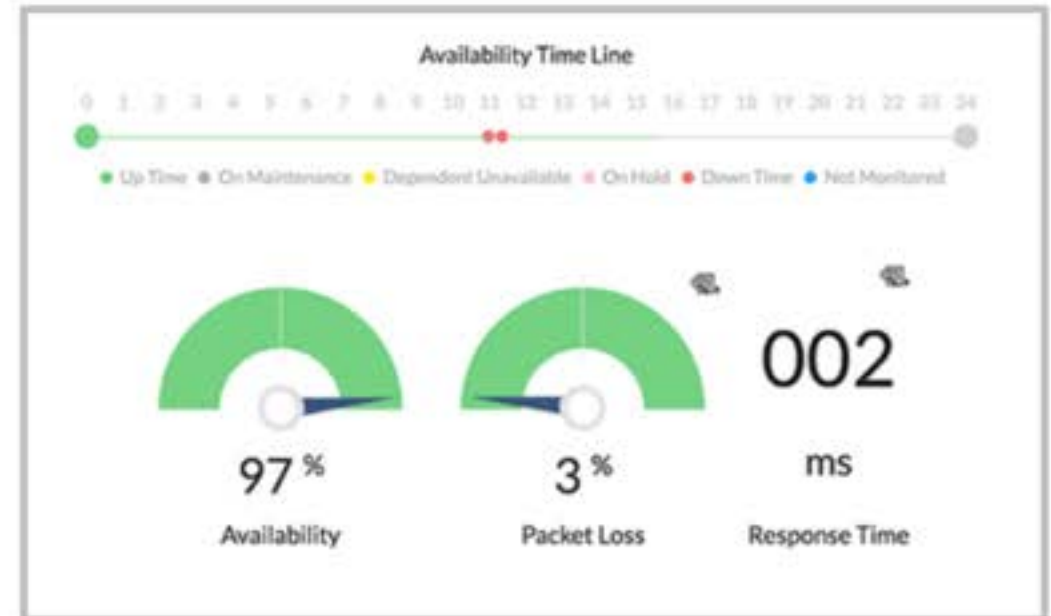 Availability Time Line
0 1 2 3 4 5 6 7 8 9 10 11 12 13 14 15 16 17 18 19 20 21 22 23 24
Up Time On Maintenance Dependent Unavailable On Hold Down Time Not Monitored
002
97 % 3 % ms
Availability Packet Loss Response Time